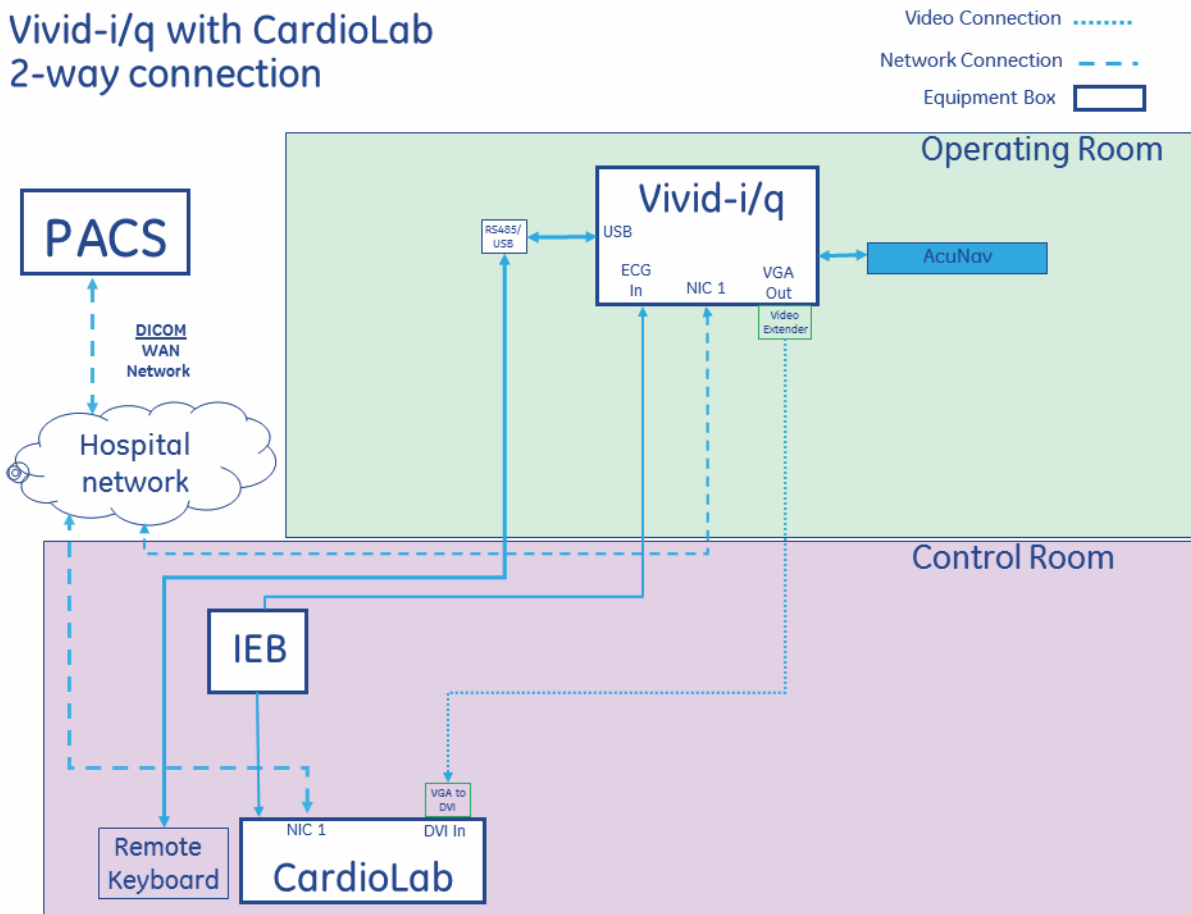 Vivid-i/q with CardioLab
2-way connection
Video Connection
Network Connection
Equipment Box
Operating Room
PACS
DICOM
WAN
Network
Hospital
network
Vivid-i/q
RS485/
USB
USB
ECG
In
NIC 1
VGA
Out
Video
Extender
AcuNav
Control Room
IEB
VGA to
DVI
NIC 1
DVI In
CardioLab
Remote
Keyboard